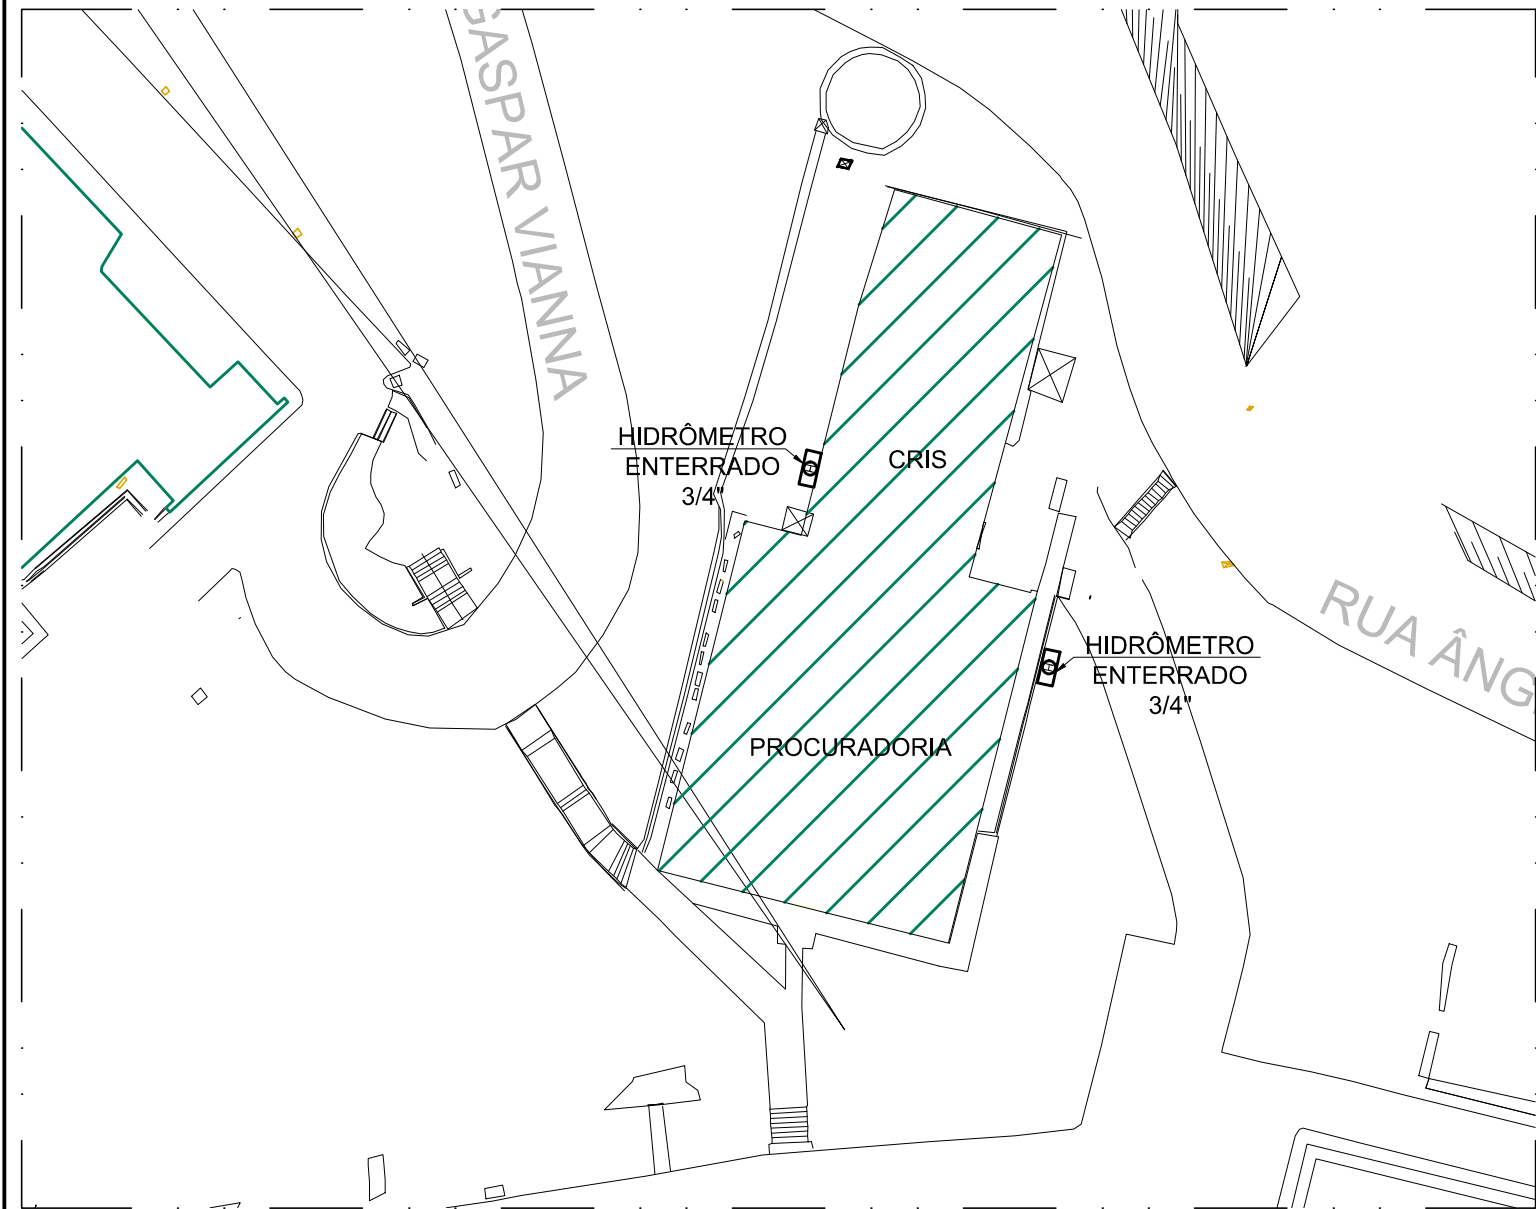 GASPAR VIANNA
HIDRÔMETRO
ENTERRADO
3/4"
CRIS
HIDRÔMETRO
ENTERRADO
3/4"
RUA ÂNG
PROCURADORIA